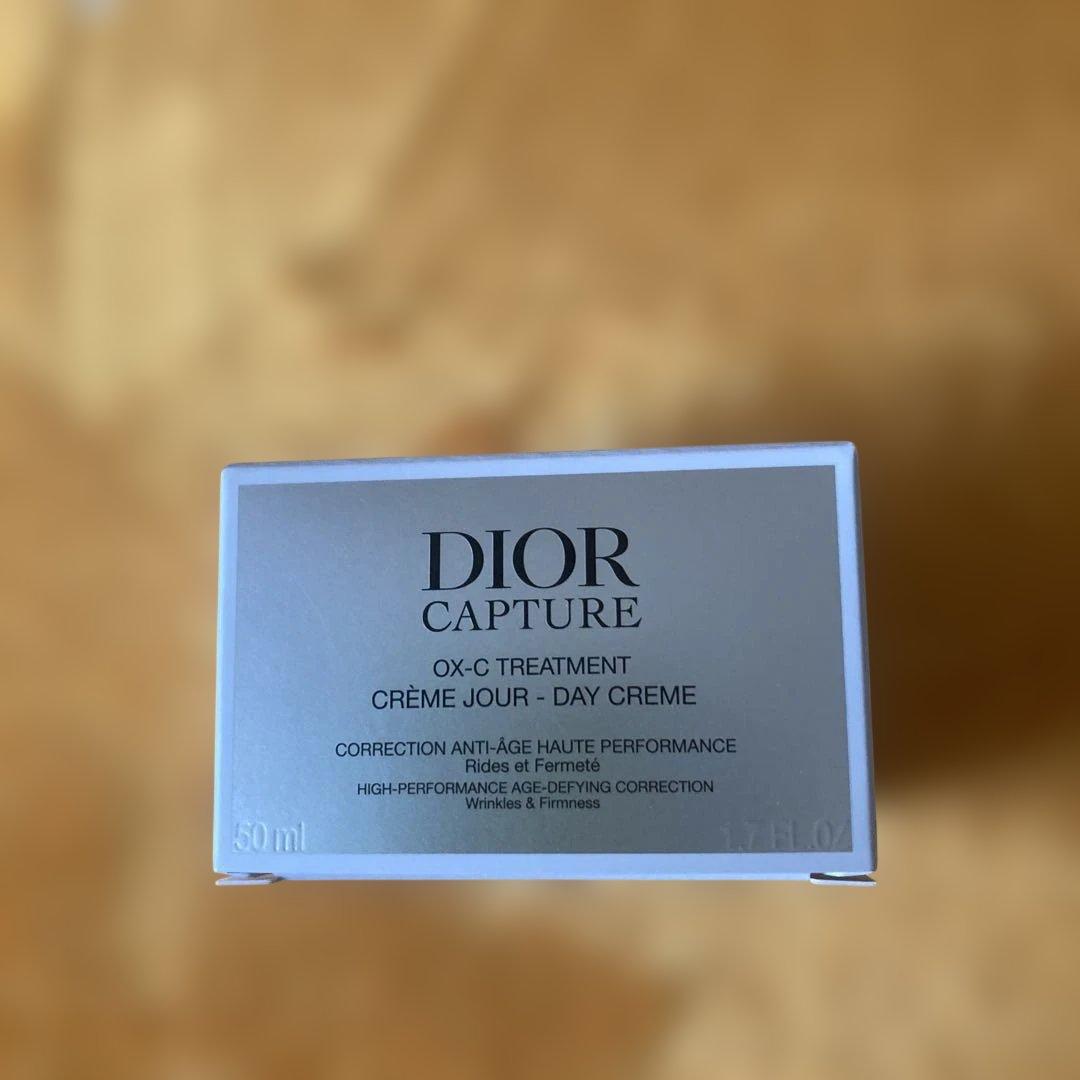 DIOR
CAPTURE
OX-C TREATMENT
CRÈME JOUR - DAY CREME
CORRECTION ANTI-ÂGE HAUTE PERFORMANCE
Rides et Fermeté
HIGH-PERFORMANCE AGE-DEFYING CORRECTION
Wrinkles & Firmness
50 ml
1.7 FL.OZ